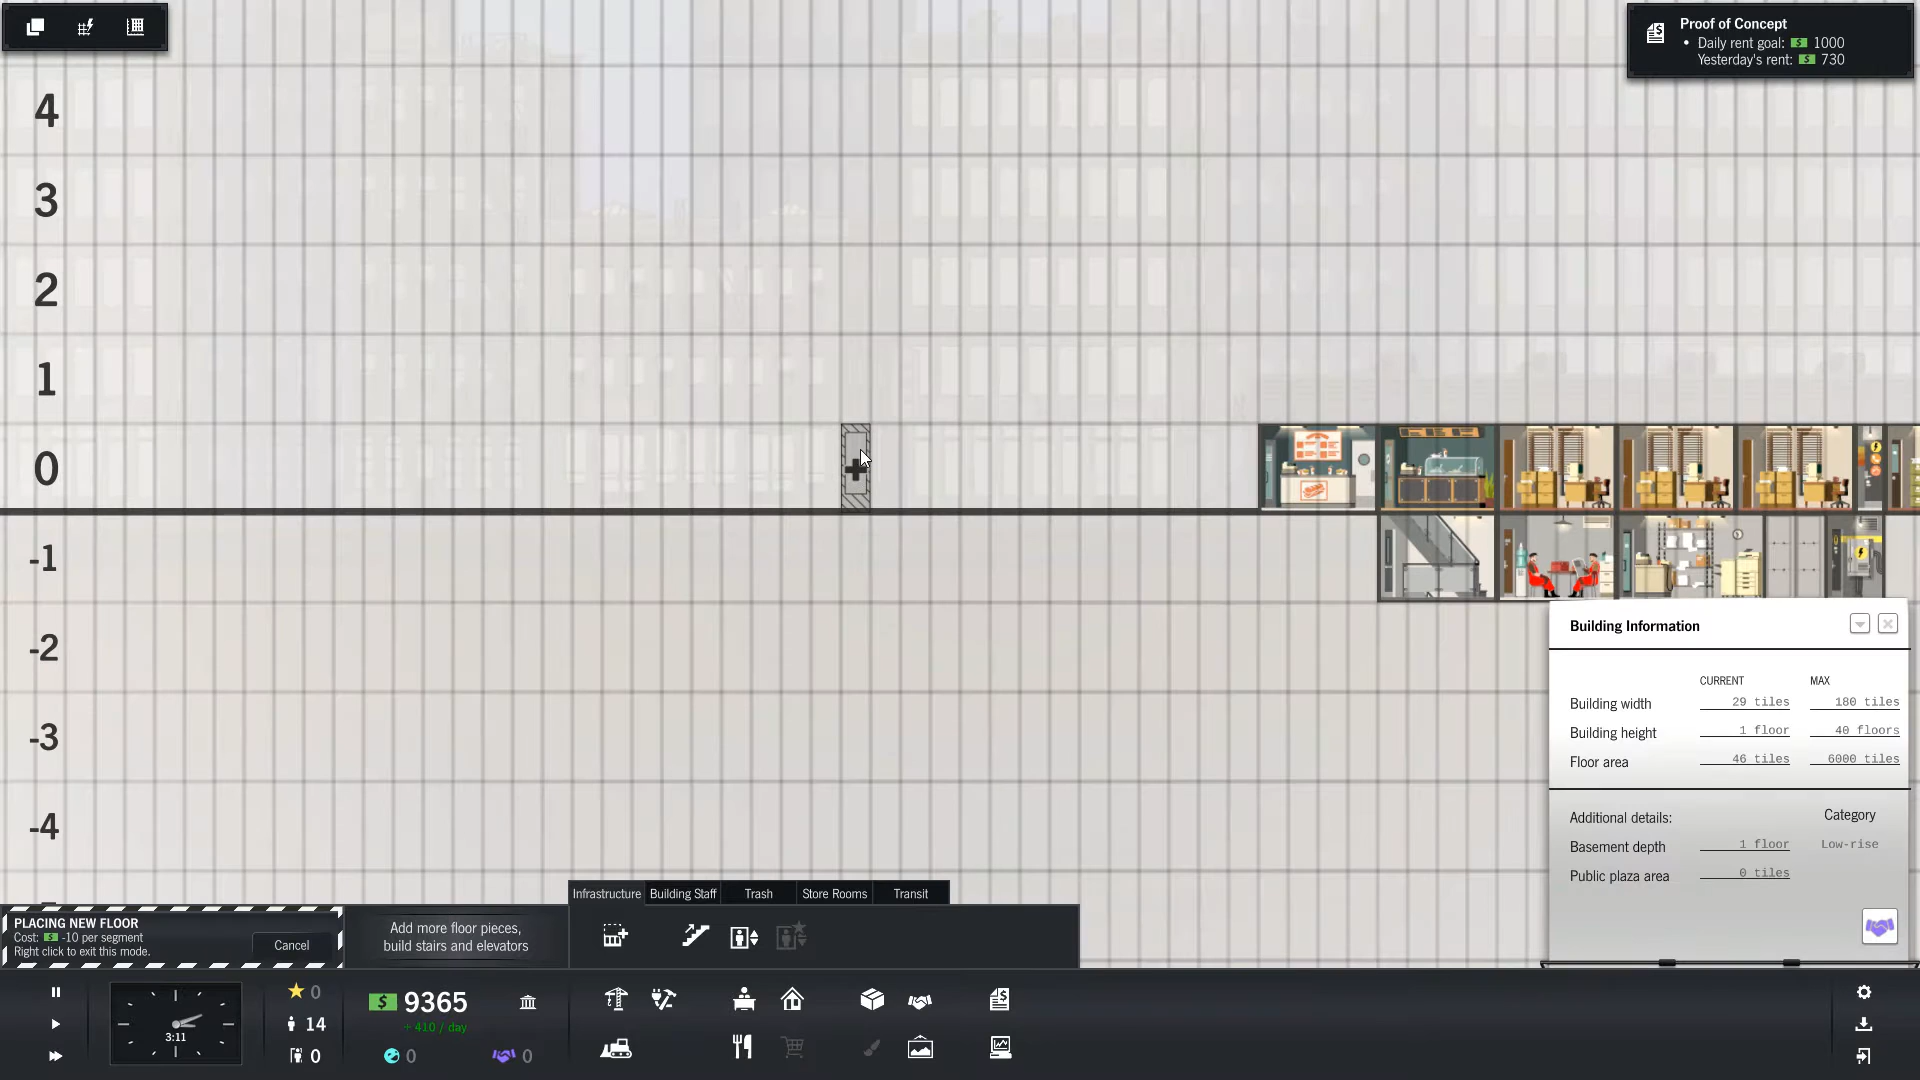 Proof of Concept
• Daily rent goal: $ 1000
Yesterday's rent: $ 730
4
3
2
1
0
-1
-2
-3
-4
Building Information
CURRENT MAX
Building width 29 tiles 180 tiles
Building height 1 floor 40 floors
Floor area 46 tiles 6000 tiles
Additional details: Category
Basement depth 1 floor Low-rise
Public plaza area 0 tiles
Infrastructure Building Staff Trash Store Rooms Transit
PLACING NEW FLOOR
Cost: $ -10 per segment
Right click to exit this mode.
Cancel
Add more floor pieces,
build stairs and elevators
3:11
0
14
0
$ 9365
+ 410 / day
0 0